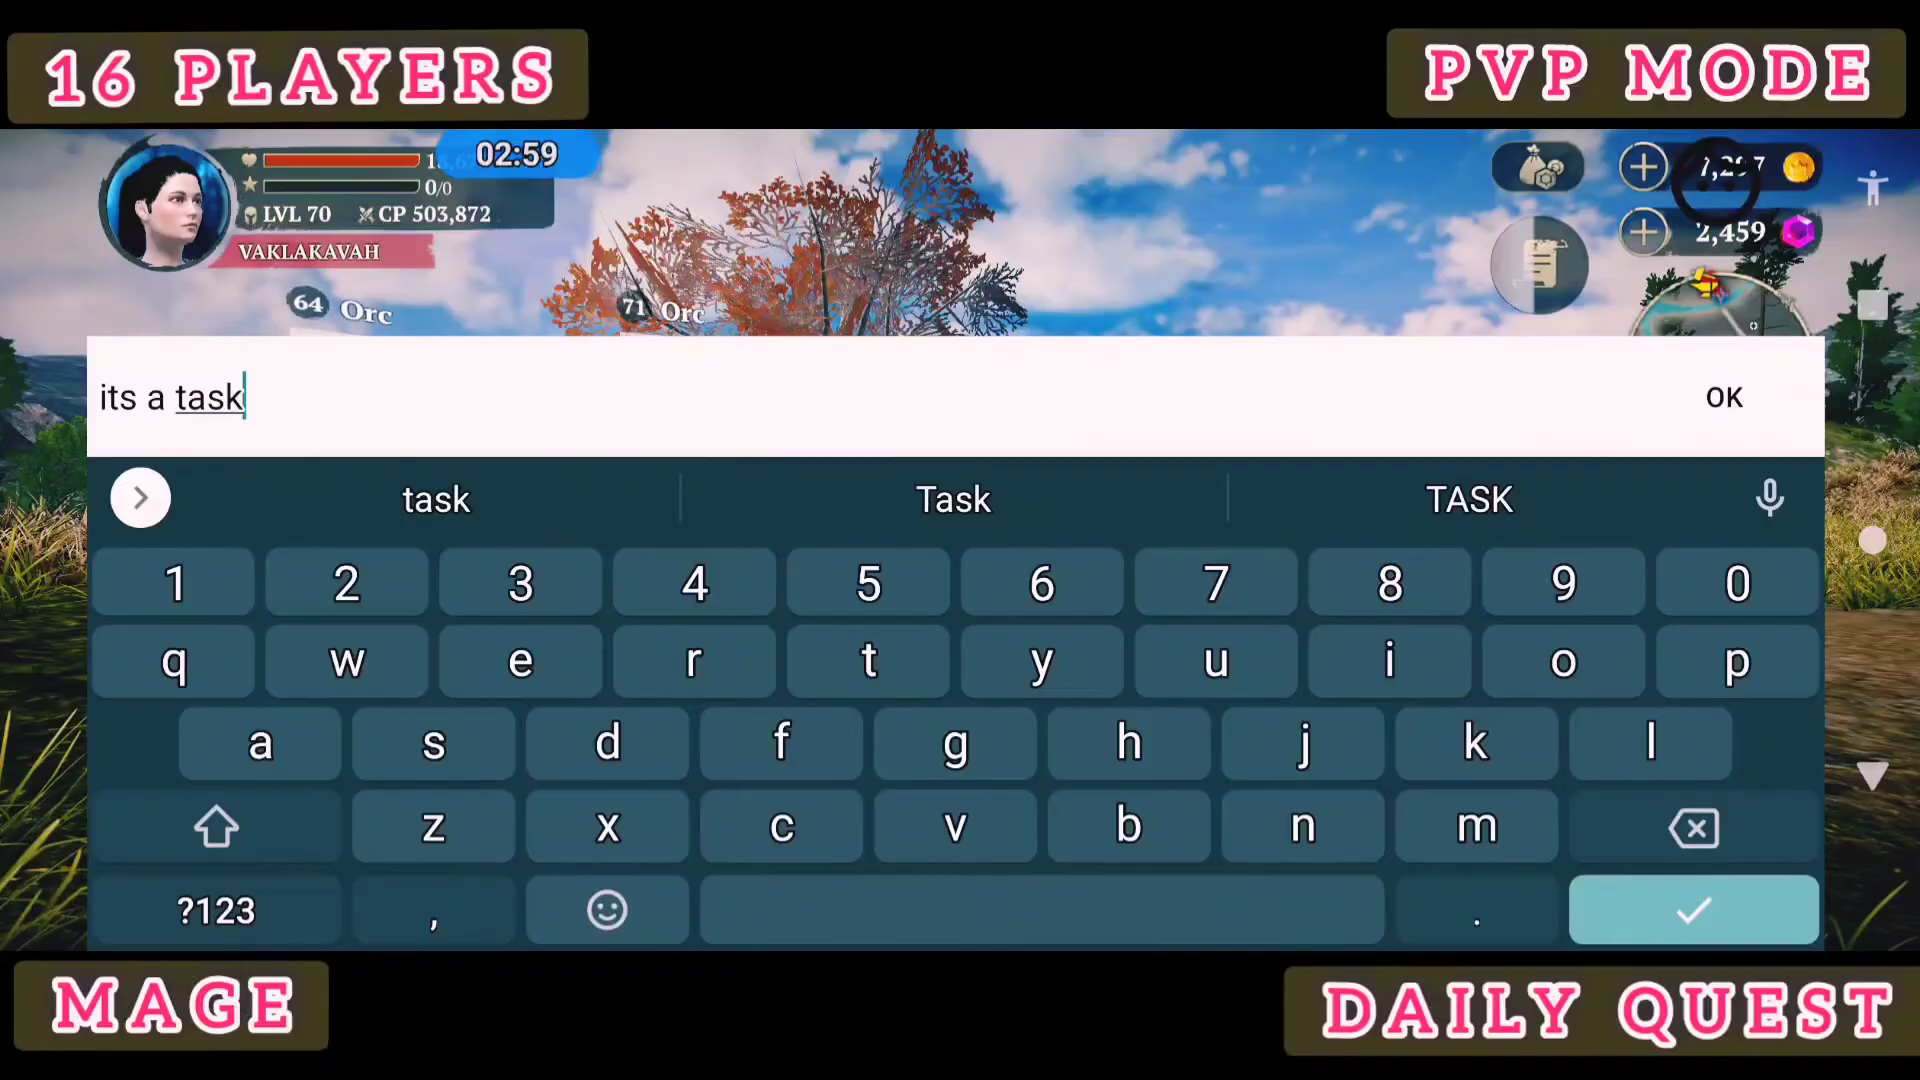 16 PLAYERS
PVP MODE
02:59
0/0
LVL 70
CP 503,872
VAKLAKAVAH
2,459
64 Orc
71 Orc
its a task
OK
task
Task
TASK
1 2 3 4 5 6 7 8 9 0
q w e r t y u i o p
a s d f g h j k l
z x c v b n m
?123 , .
MAGE
DAILY QUEST